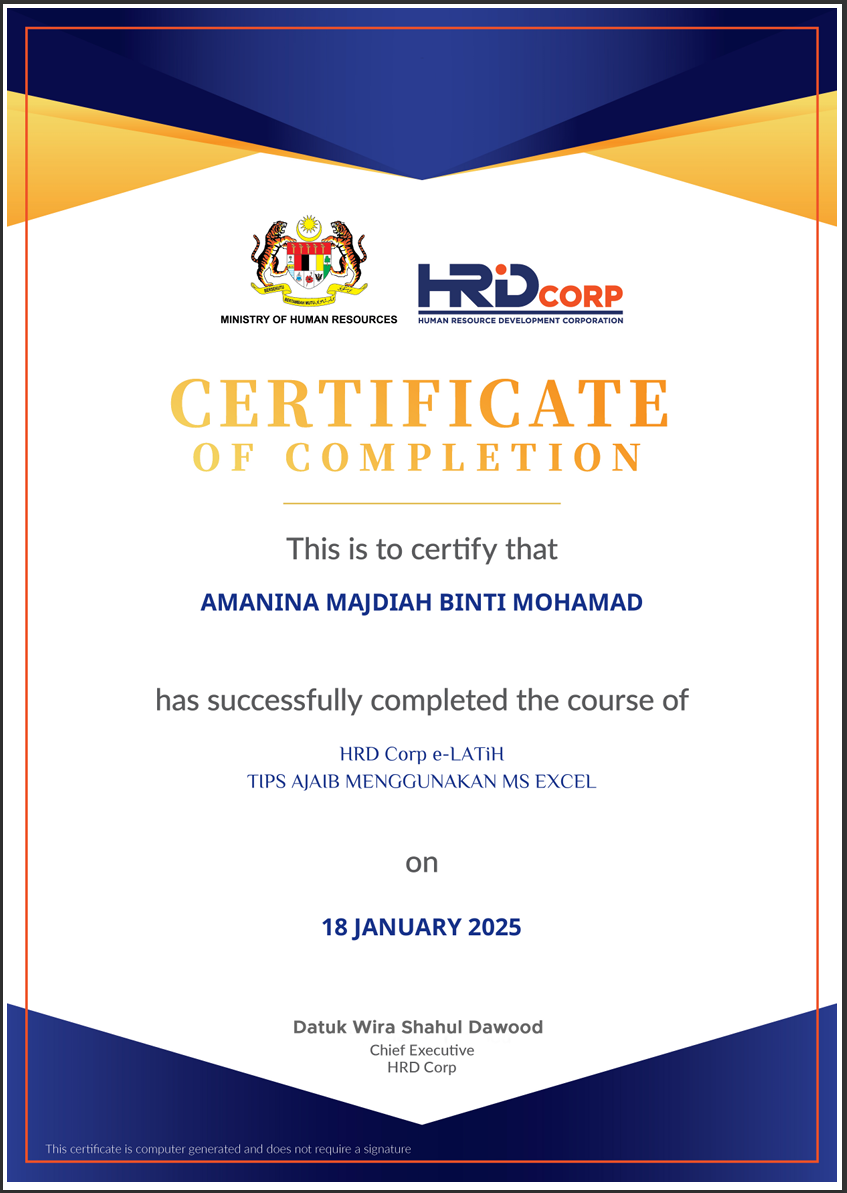 BERSEKUTU
BERTAMBAH MUTU
MINISTRY OF HUMAN RESOURCES
HRD CORP
HUMAN RESOURCE DEVELOPMENT CORPORATION
CERTIFICATE
OF COMPLETION
This is to certify that
AMANINA MAJDIAH BINTI MOHAMAD
has successfully completed the course of
HRD Corp e-LATiH
TIPS AJAIB MENGGUNAKAN MS EXCEL
on
18 JANUARY 2025
Datuk Wira Shahul Dawood
Chief Executive
HRD Corp
This certificate is computer generated and does not require a signature